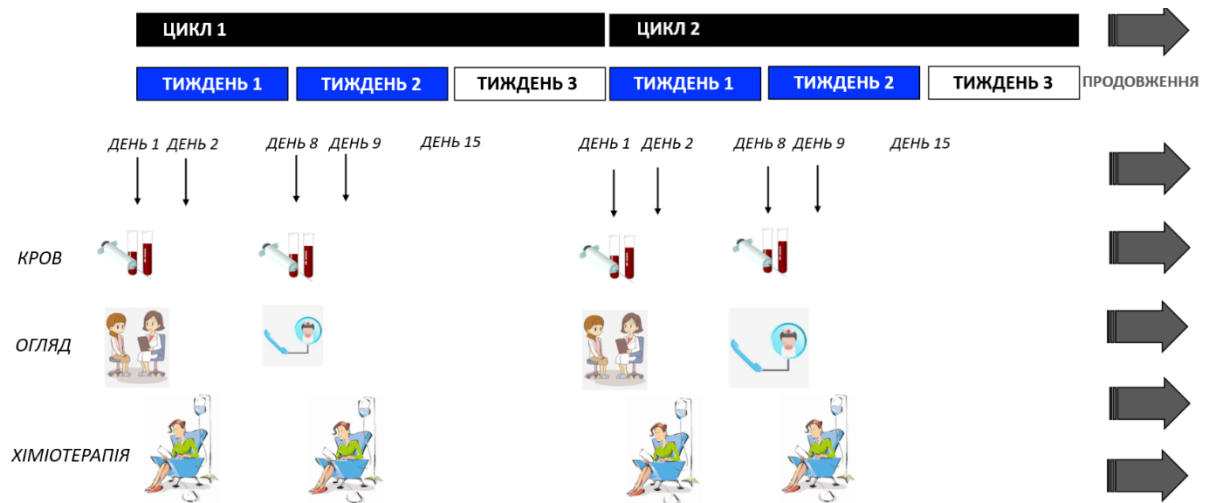 ЦИКЛ 1 ЦИКЛ 2
ТИЖДЕНЬ 1 ТИЖДЕНЬ 2 ТИЖДЕНЬ 3 ТИЖДЕНЬ 1 ТИЖДЕНЬ 2 ТИЖДЕНЬ 3 ПРОДОВЖЕННЯ
ДЕНЬ 1 ДЕНЬ 2 ДЕНЬ 8 ДЕНЬ 9 ДЕНЬ 15 ДЕНЬ 1 ДЕНЬ 2 ДЕНЬ 8 ДЕНЬ 9 ДЕНЬ 15
КРОВ
ОГЛЯД
ХІМІОТЕРАПІЯ